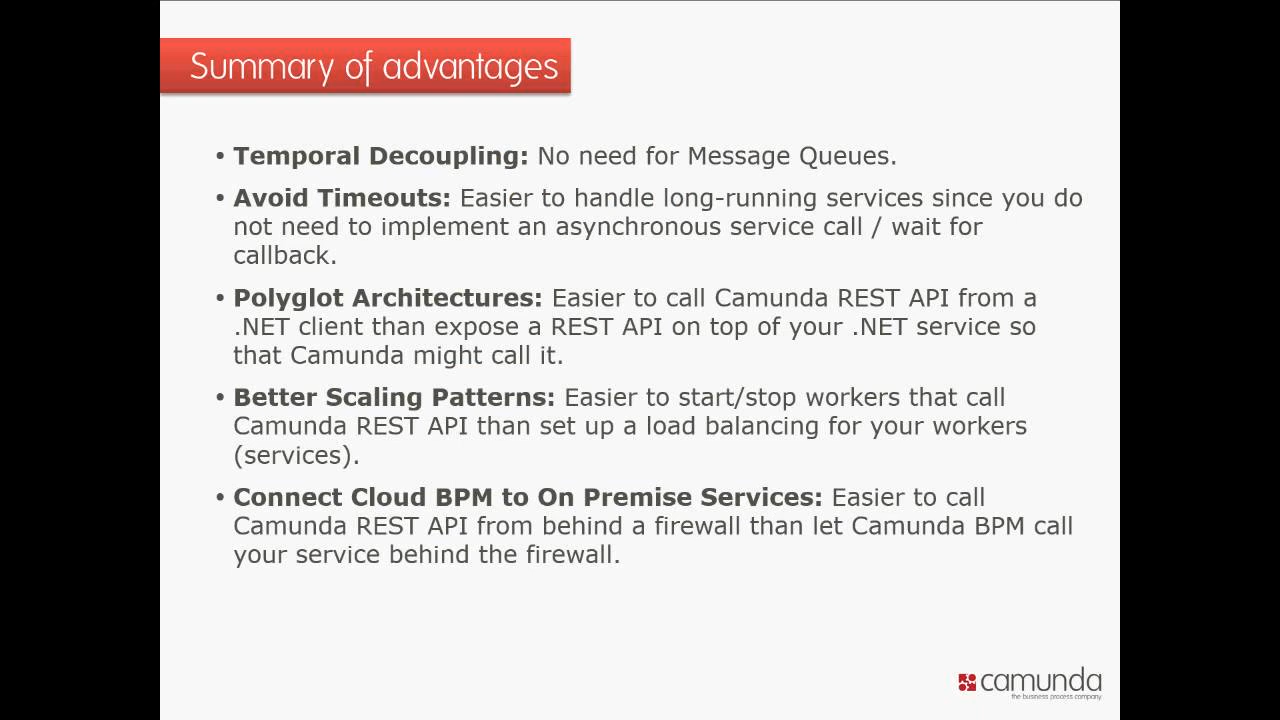 Summary of advantages
• Temporal Decoupling: No need for Message Queues.
• Avoid Timeouts: Easier to handle long-running services since you do
not need to implement an asynchronous service call / wait for
callback.
• Polyglot Architectures: Easier to call Camunda REST API from a
.NET client than expose a REST API on top of your .NET service so
that Camunda might call it.
• Better Scaling Patterns: Easier to start/stop workers that call
Camunda REST API than set up a load balancing for your workers
(services).
• Connect Cloud BPM to On Premise Services: Easier to call
Camunda REST API from behind a firewall than let Camunda BPM call
your service behind the firewall.
camunda
the business process company